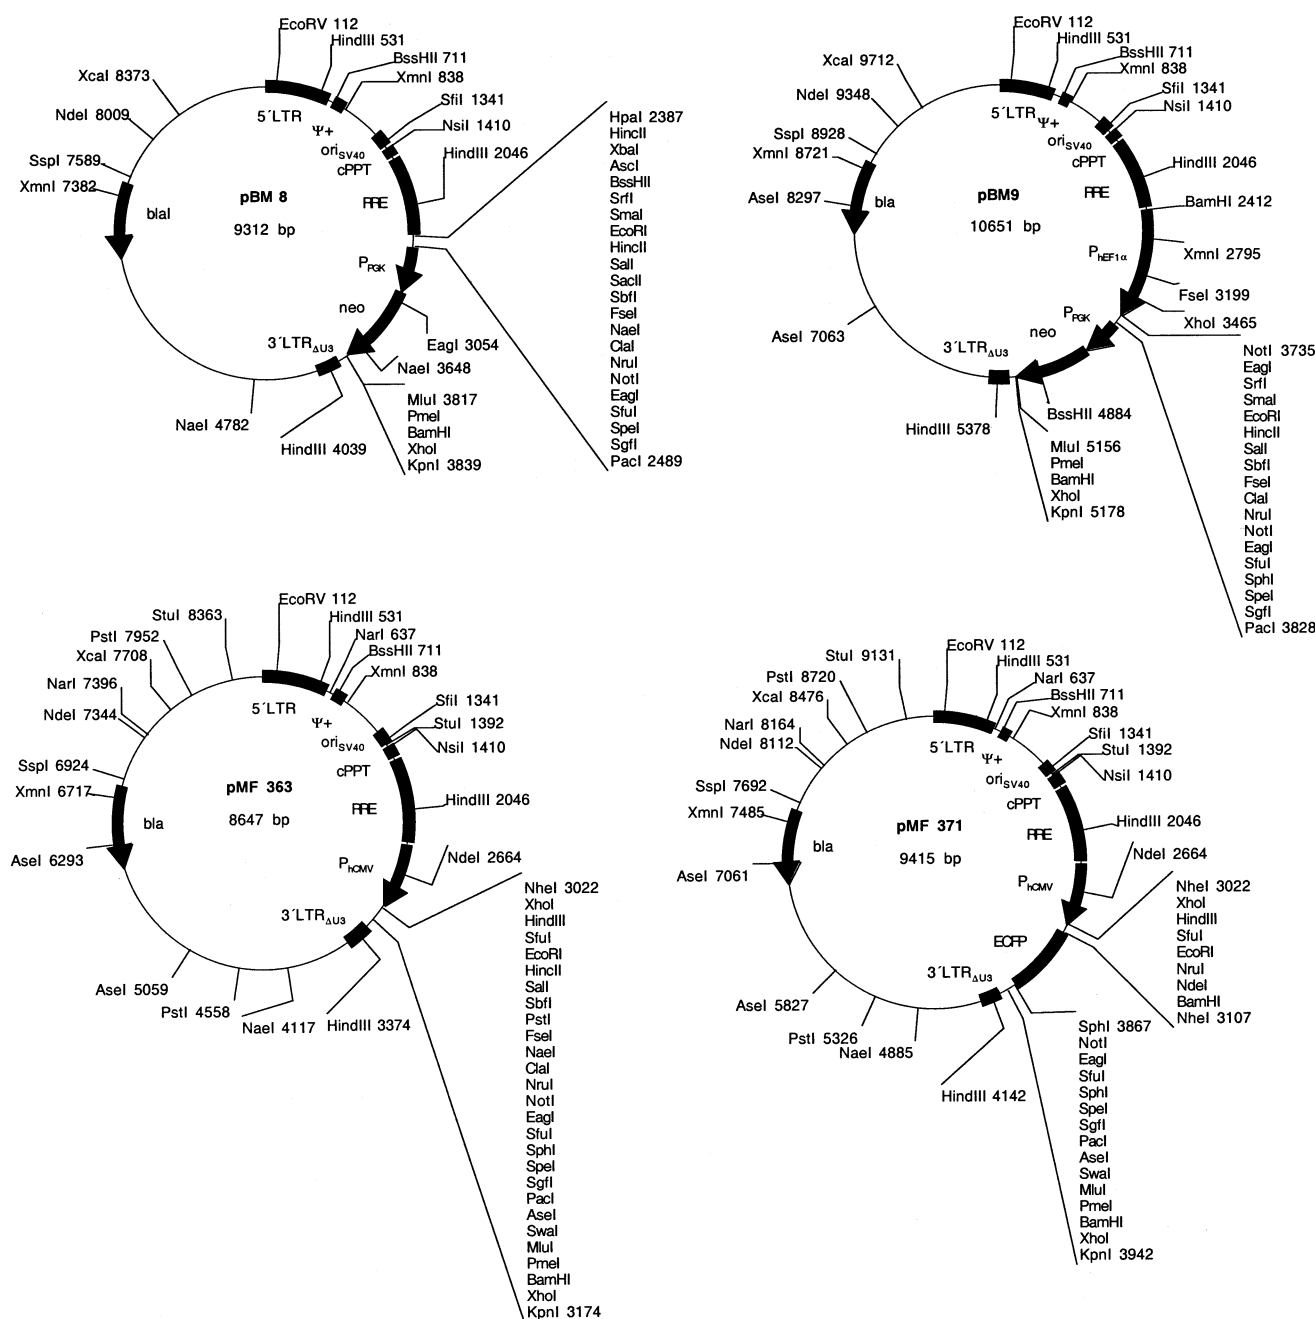 EcoRV 112
HindIII 531
BssHII 711
XmnI 838
SfiI 1341
NsiI 1410
HindIII 2046
XcaI 8373
NdeI 8009
SspI 7589
XmnI 7382
5´LTR
Ψ+
oriSV40
cPPT
RRE
pBM 8
9312 bp
blaI
PPGK
neo
3´LTRΔU3
EagI 3054
NaeI 3648
NaeI 4782
HindIII 4039
MluI 3817
PmeI
BamHI
XhoI
KpnI 3839
HpaI 2387
HincII
XbaI
AscI
BssHII
SrfI
SmaI
EcoRI
HincII
SalI
SacII
SbfI
FseI
NaeI
ClaI
NruI
NotI
EagI
SfuI
SpeI
SgfI
PacI 2489
EcoRV 112
HindIII 531
BssHII 711
XmnI 838
SfiI 1341
NsiI 1410
HindIII 2046
BamHI 2412
XmnI 2795
FseI 3199
XhoI 3465
XcaI 9712
NdeI 9348
SspI 8928
XmnI 8721
AseI 8297
AseI 7063
5´LTR
Ψ+
oriSV40
cPPT
RRE
pBM9
10651 bp
bla
PhEF1α
PPGK
neo
3´LTRΔU3
BssHII 4884
HindIII 5378
MluI 5156
PmeI
BamHI
XhoI
KpnI 5178
NotI 3735
EagI
SrfI
SmaI
EcoRI
HincII
SalI
SbfI
FseI
ClaI
NruI
NotI
EagI
SfuI
SphI
SpeI
SgfI
PacI 3828
EcoRV 112
HindIII 531
NarI 637
BssHII 711
XmnI 838
SfiI 1341
StuI 1392
NsiI 1410
HindIII 2046
NdeI 2664
StuI 8363
PstI 7952
XcaI 7708
NarI 7396
NdeI 7344
SspI 6924
XmnI 6717
AseI 6293
AseI 5059
PstI 4558
NaeI 4117
HindIII 3374
5´LTR
Ψ+
oriSV40
cPPT
RRE
pMF 363
8647 bp
bla
PhCMV
3´LTRΔU3
NheI 3022
XhoI
HindIII
SfuI
EcoRI
HincII
SalI
SbfI
PstI
FseI
NaeI
ClaI
NruI
NotI
EagI
SfuI
SphI
SpeI
SgfI
PacI
AseI
SwaI
MluI
PmeI
BamHI
XhoI
KpnI 3174
EcoRV 112
HindIII 531
NarI 637
BssHII 711
XmnI 838
SfiI 1341
StuI 1392
NsiI 1410
HindIII 2046
NdeI 2664
StuI 9131
PstI 8720
XcaI 8476
NarI 8164
NdeI 8112
SspI 7692
XmnI 7485
AseI 7061
AseI 5827
PstI 5326
NaeI 4885
HindIII 4142
5´LTR
Ψ+
oriSV40
cPPT
RRE
pMF 371
9415 bp
bla
PhCMV
ECFP
3´LTRΔU3
NheI 3022
XhoI
HindIII
SfuI
EcoRI
NruI
NdeI
BamHI
NheI 3107
SphI 3867
NotI
EagI
SfuI
SphI
SpeI
SgfI
PacI
AseI
SwaI
MluI
PmeI
BamHI
XhoI
KpnI 3942